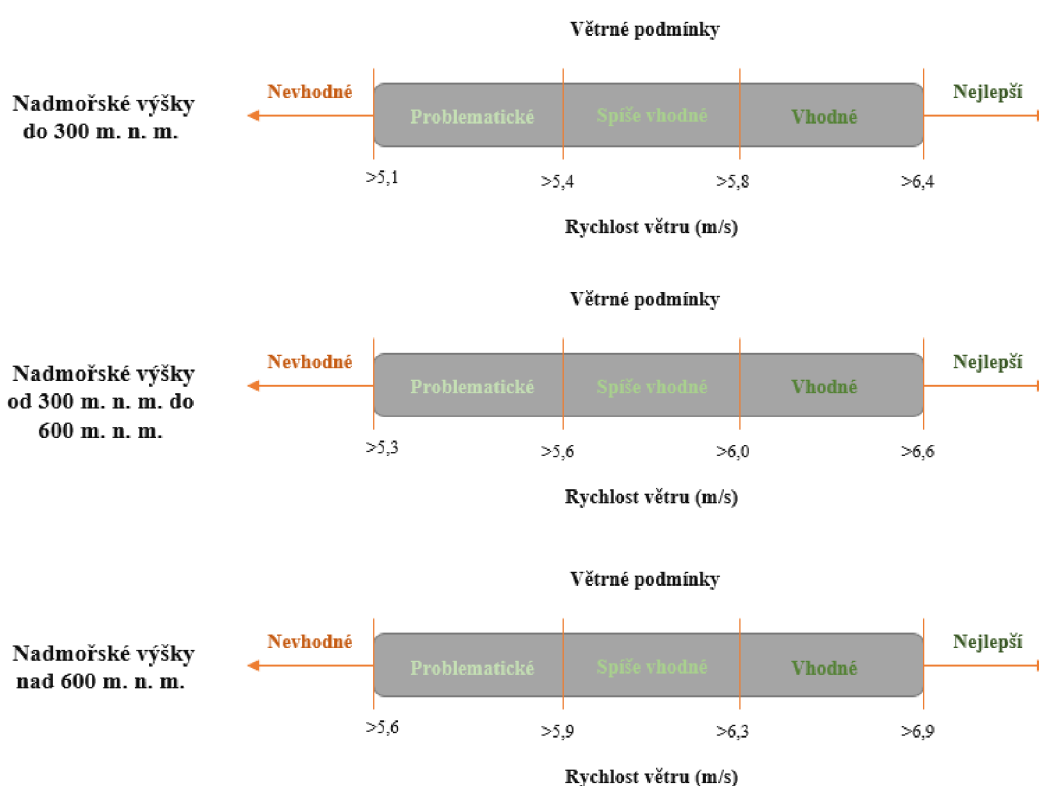 Větrné podmínky
Nevhodné
Nejlepší
Nadmořské výšky
do 300 m. n. m.
Problematické
Spíše vhodné
Vhodné
>5,1
>5,4
>5,8
>6,4
Rychlost větru (m/s)
Větrné podmínky
Nevhodné
Nejlepší
Nadmořské výšky
od 300 m. n. m. do
600 m. n. m.
Problematické
Spíše vhodné
Vhodné
>5,3
>5,6
>6,0
>6,6
Rychlost větru (m/s)
Větrné podmínky
Nevhodné
Nejlepší
Nadmořské výšky
nad 600 m. n. m.
Problematické
Spíše vhodné
Vhodné
>5,6
>5,9
>6,3
>6,9
Rychlost větru (m/s)